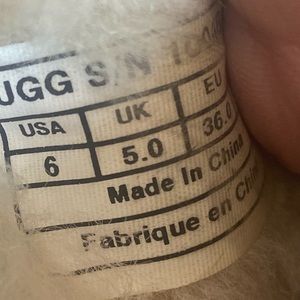 UGG S/N
USA UK EU
6 5.0 36.0
Made In China
Fabrique en Chine